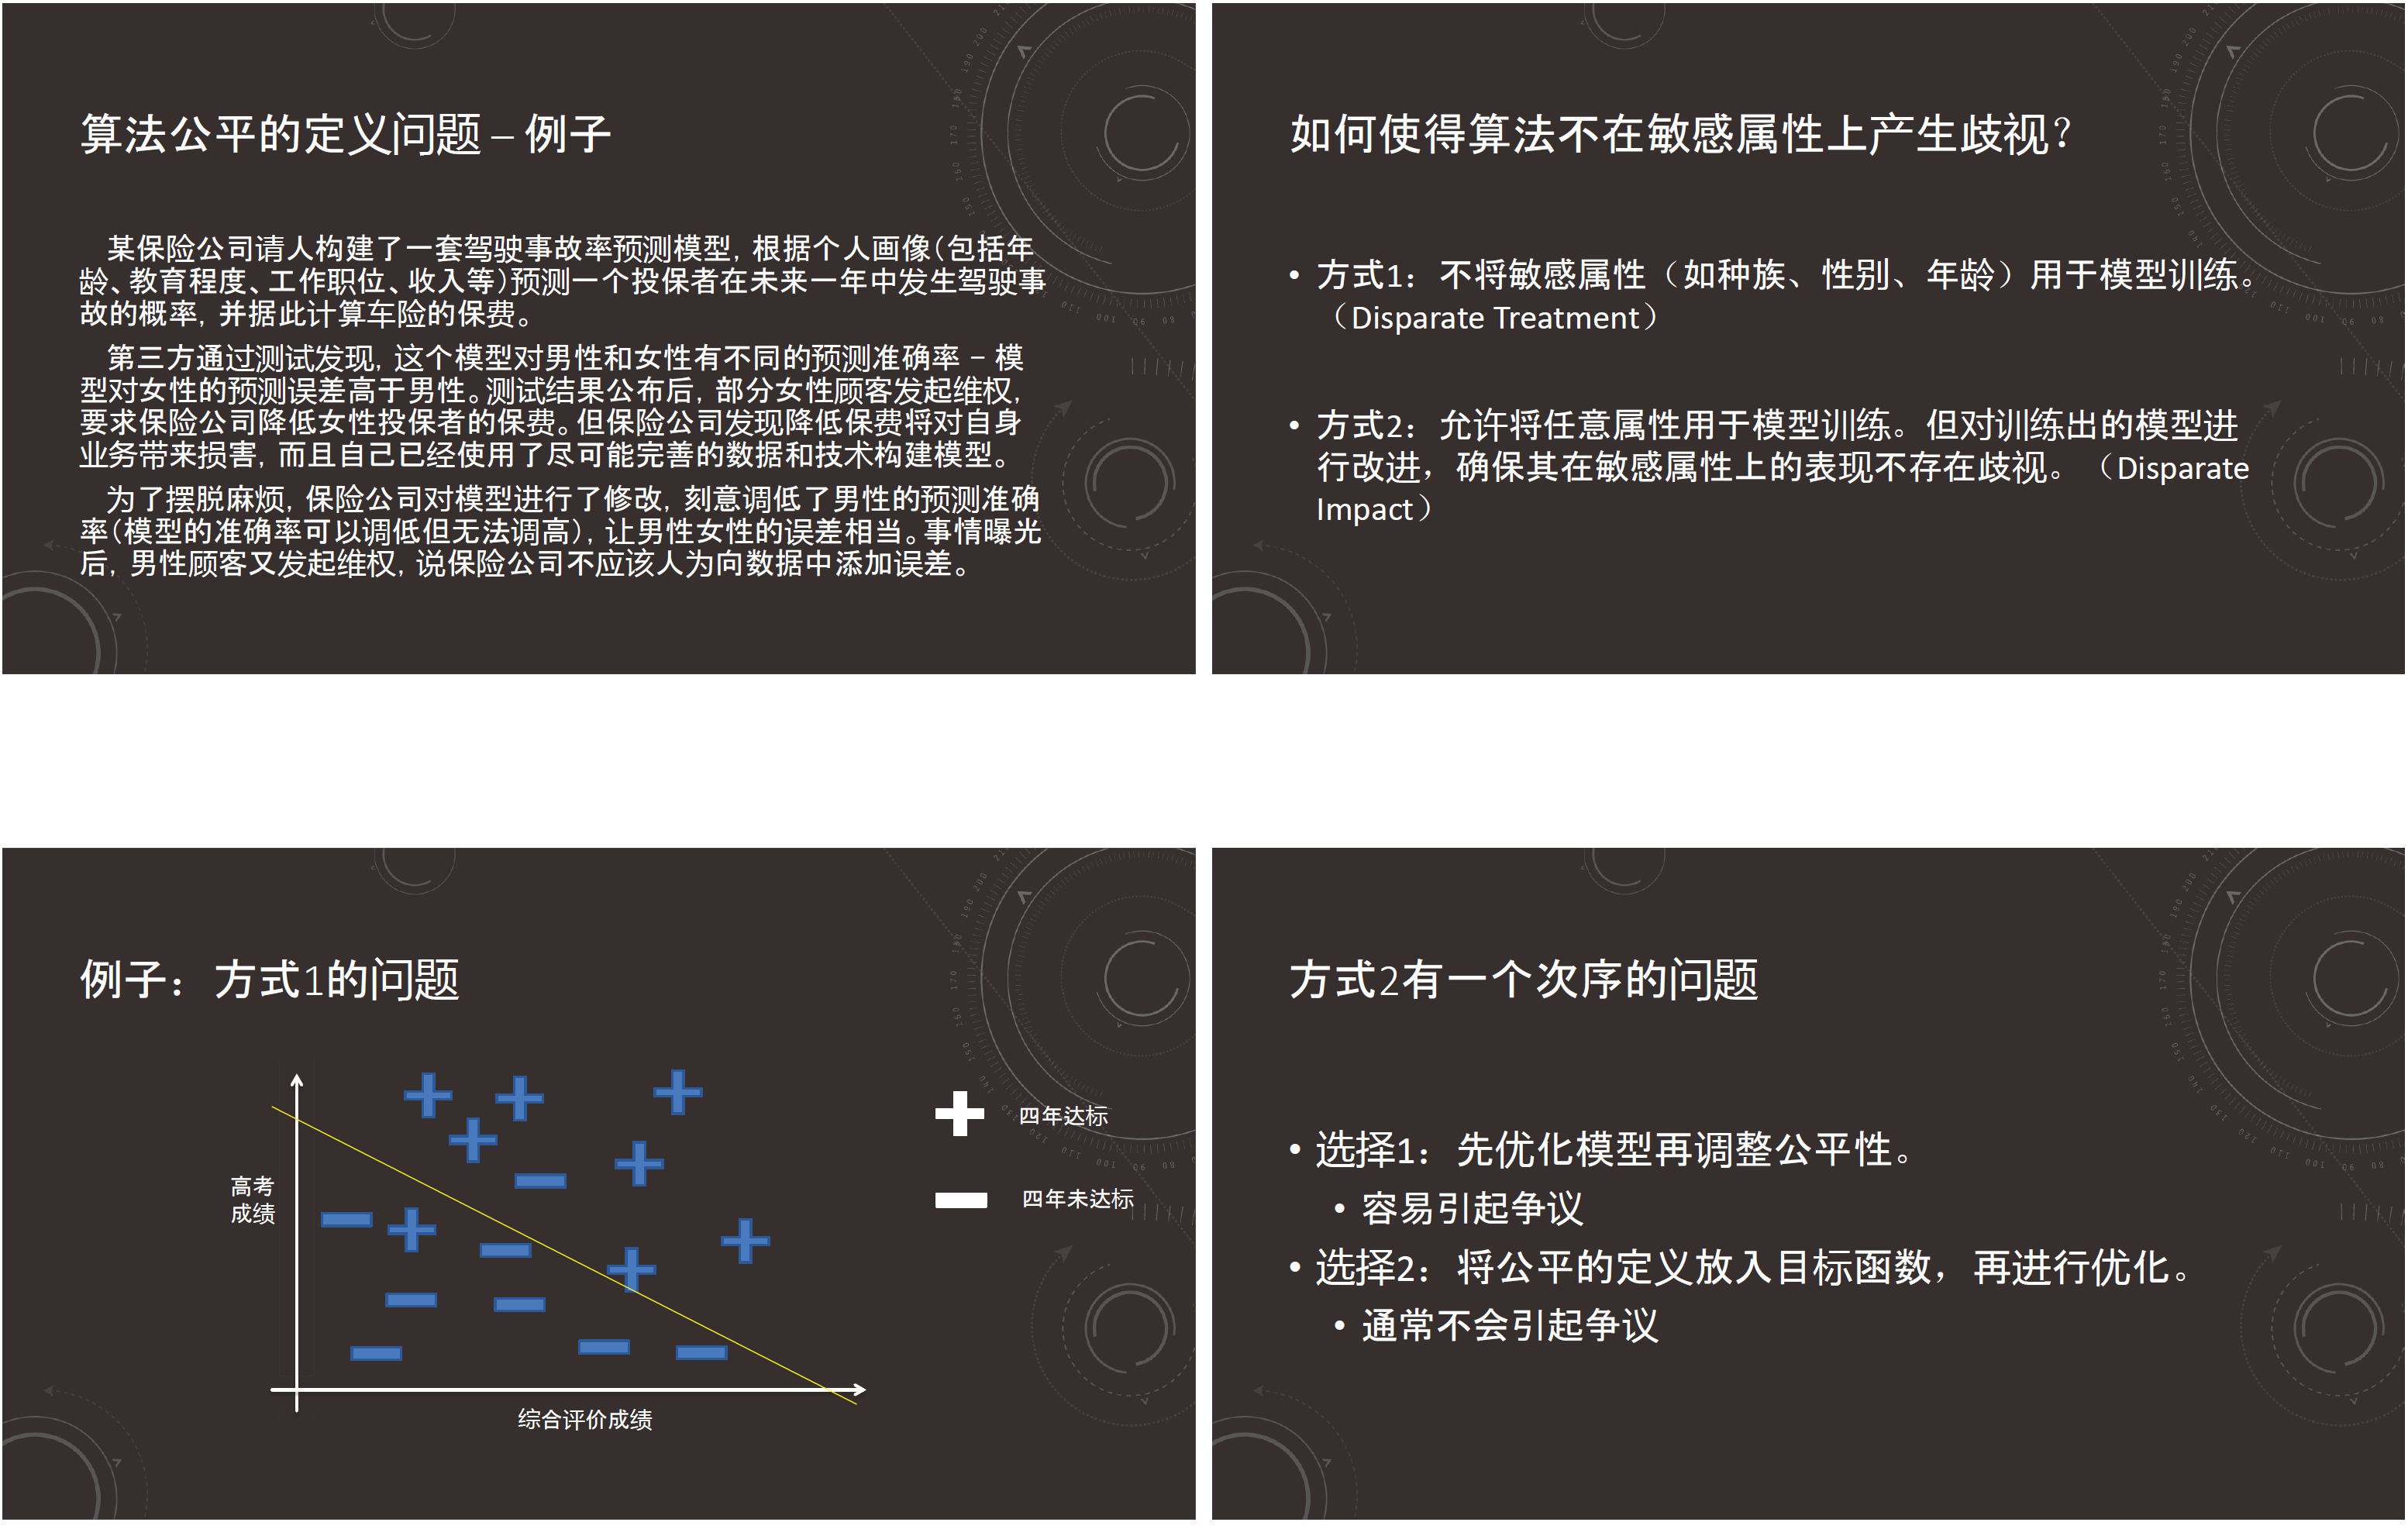 算法公平的定义问题 – 例子
某保险公司请人构建了一套驾驶事故率预测模型，根据个人画像（包括年
龄、教育程度、工作职位、收入等）预测一个投保者在未来一年中发生驾驶事
故的概率，并据此计算车险的保费。
第三方通过测试发现，这个模型对男性和女性有不同的预测准确率 – 模
型对女性的预测误差高于男性。测试结果公布后，部分女性顾客发起维权，
要求保险公司降低女性投保者的保费。但保险公司发现降低保费将对自身
业务带来损害，而且自己已经使用了尽可能完善的数据和技术构建模型。
为了摆脱麻烦，保险公司对模型进行了修改，刻意调低了男性的预测准确
率（模型的准确率可以调低但无法调高），让男性女性的误差相当。事情曝光
后，男性顾客又发起维权，说保险公司不应该人为向数据中添加误差。
如何使得算法不在敏感属性上产生歧视？
• 方式1：不将敏感属性（如种族、性别、年龄）用于模型训练。
（Disparate Treatment）
• 方式2：允许将任意属性用于模型训练。但对训练出的模型进
行改进，确保其在敏感属性上的表现不存在歧视。（Disparate
Impact）
例子：方式1的问题
四年达标
高考
成绩
四年未达标
综合评价成绩
方式2有一个次序的问题
• 选择1：先优化模型再调整公平性。
• 容易引起争议
• 选择2：将公平的定义放入目标函数，再进行优化。
• 通常不会引起争议